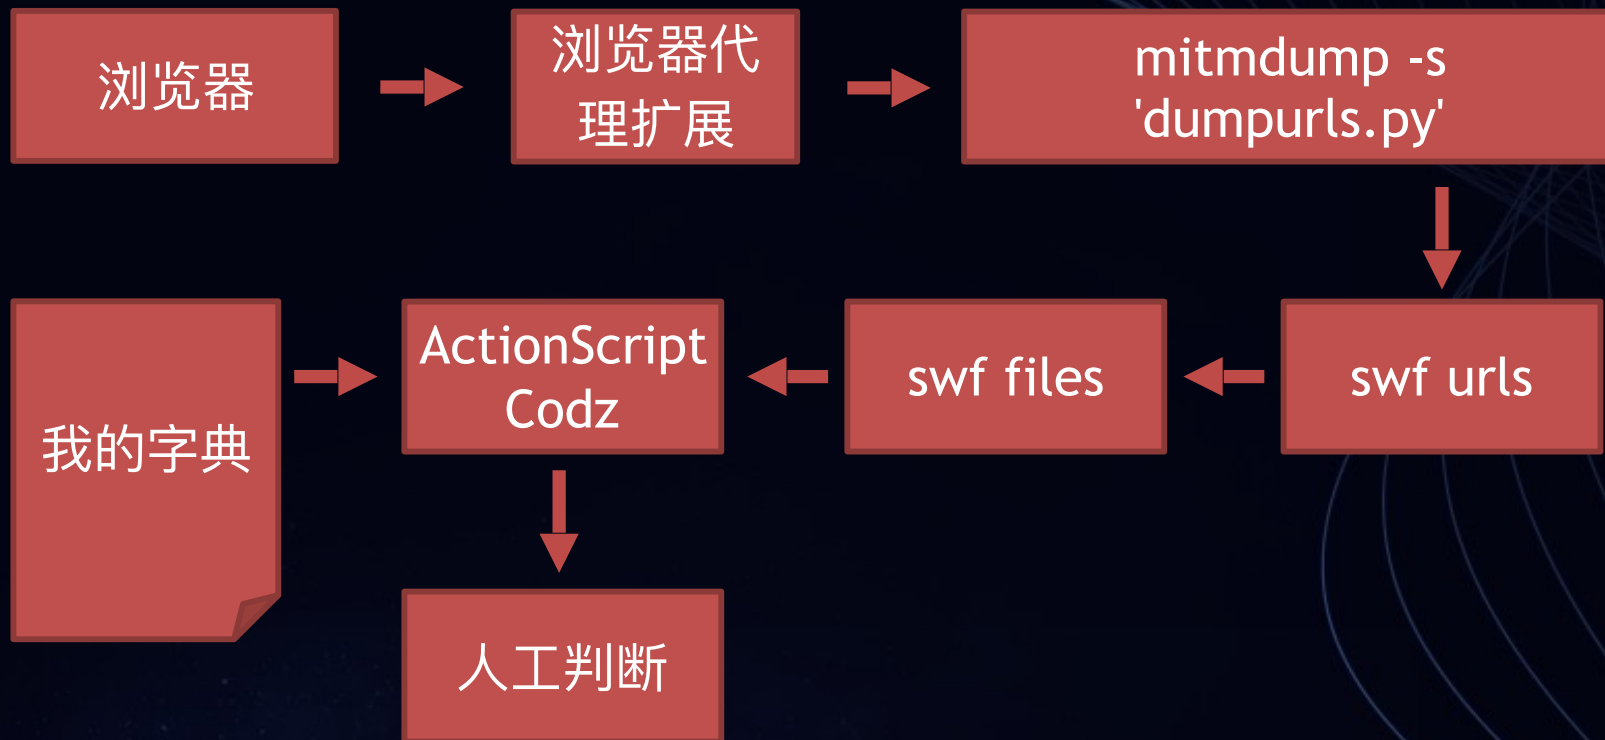 浏览器
浏览器代
理扩展
mitmdump -s
'dumpurls.py'
我的字典
ActionScript
Codz
swf files
swf urls
人工判断